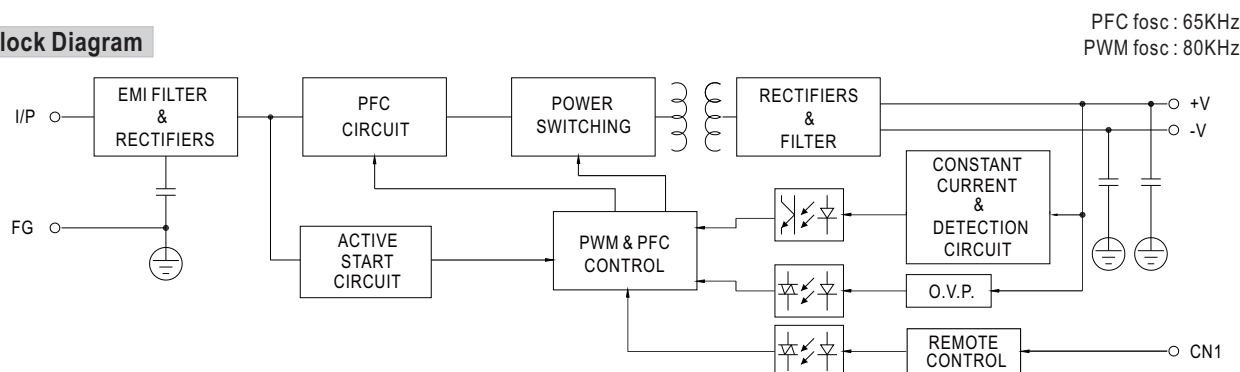 lock Diagram
PFC fosc : 65KHz
PWM fosc : 80KHz
I/P
EMI FILTER
&
RECTIFIERS
PFC
CIRCUIT
POWER
SWITCHING
RECTIFIERS
&
FILTER
+V
-V
FG
ACTIVE
START
CIRCUIT
PWM & PFC
CONTROL
CONSTANT
CURRENT
&
DETECTION
CIRCUIT
O.V.P.
REMOTE
CONTROL
CN1